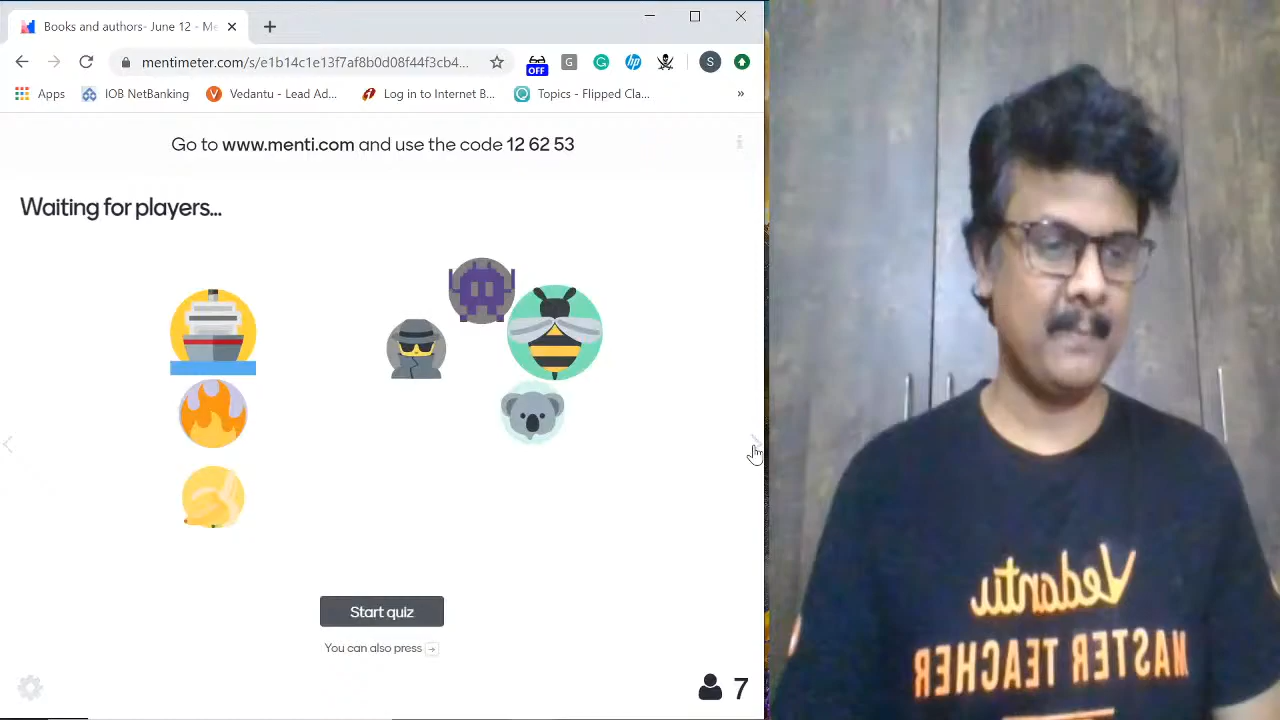 Books and authors- June 12 - Me
mentimeter.com/s/e1b14c1e13f7af8b0d08f44f3cb4...
OFF
G
G
hp
S
Apps
IOB NetBanking
Vedantu - Lead Ad...
Log in to Internet B...
Topics - Flipped Cla...
»
Go to www.menti.com and use the code 12 62 53
Waiting for players...
Start quiz
You can also press
7
Vedantu
MASTER TEACHER